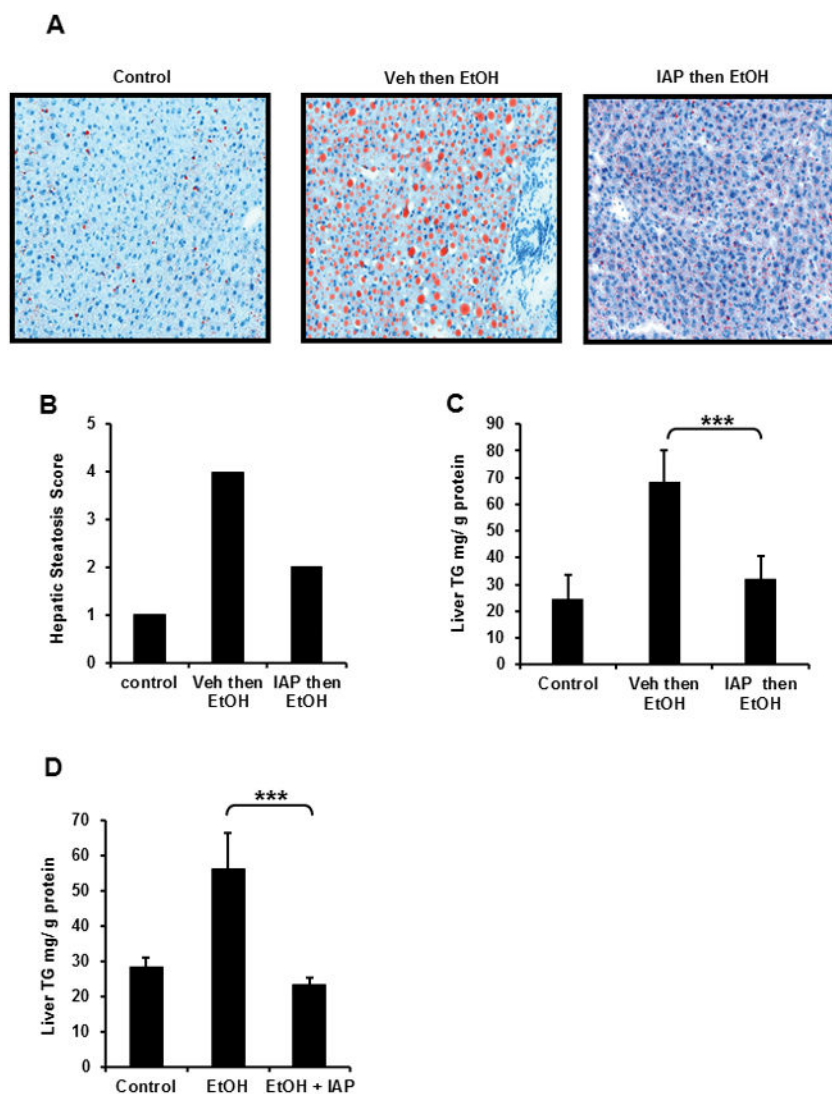 A
Control
Veh then EtOH
IAP then EtOH
B
Hepatic Steatosis Score
5
4
3
2
1
0
control
Veh then
EtOH
IAP then
EtOH
C
Liver TG mg/ g protein
90
80
70
60
50
40
30
20
10
0
***
Control
Veh then
EtOH
IAP then
EtOH
D
Liver TG mg/ g protein
70
60
50
40
30
20
10
0
***
Control
EtOH
EtOH + IAP